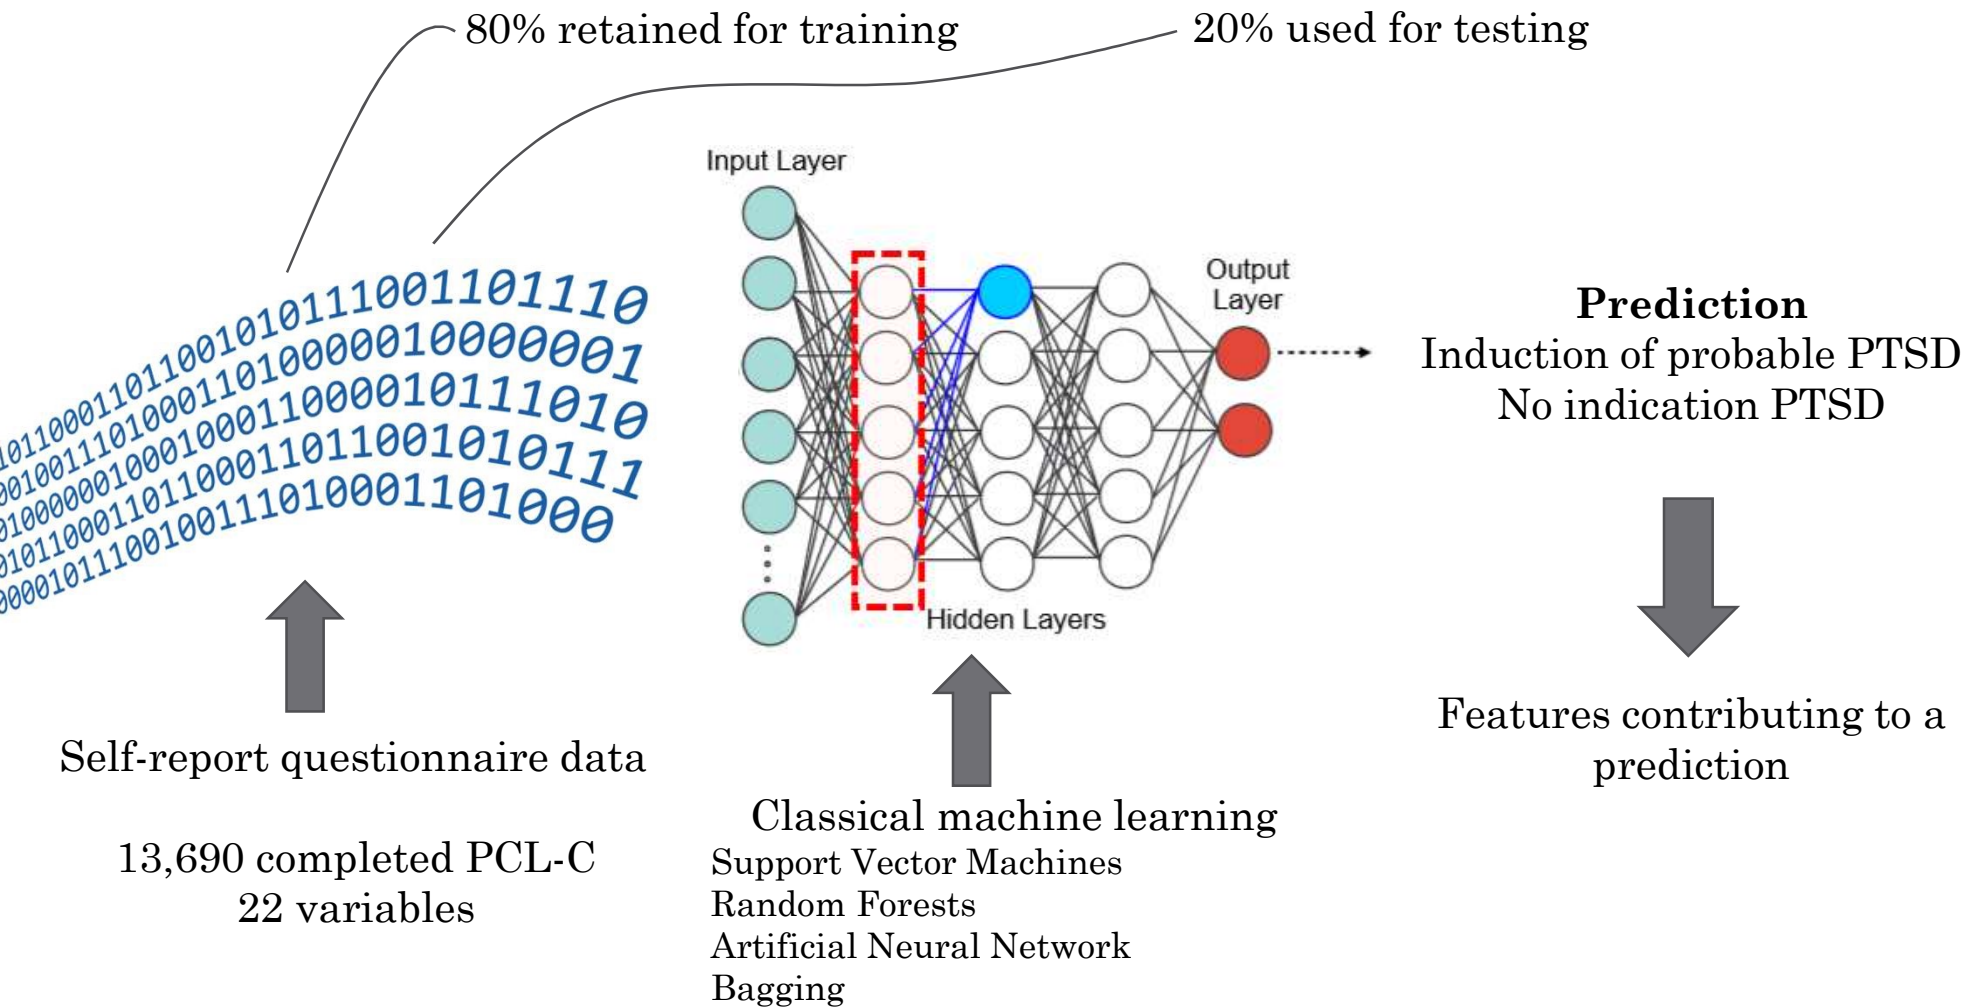 80% retained for training
20% used for testing
Input Layer
Output
Layer
Hidden Layers
Prediction
Induction of probable PTSD
No indication PTSD
Self-report questionnaire data
13,690 completed PCL-C
22 variables
Classical machine learning
Support Vector Machines
Random Forests
Artificial Neural Network
Bagging
Features contributing to a
prediction